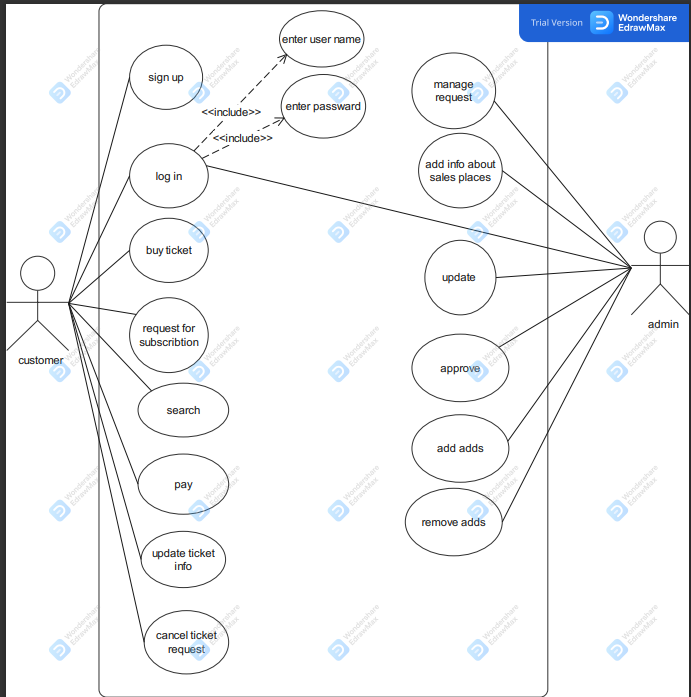 Trial Version
Wondershare
EdrawMax
enter user name
sign up
manage
request
enter passward
<<include>>
<<include>>
add info about
sales places
log in
buy ticket
update
admin
request for
subscribtion
customer
approve
search
add adds
pay
remove adds
update ticket
info
cancel ticket
request
Wondershare
EdrawMax